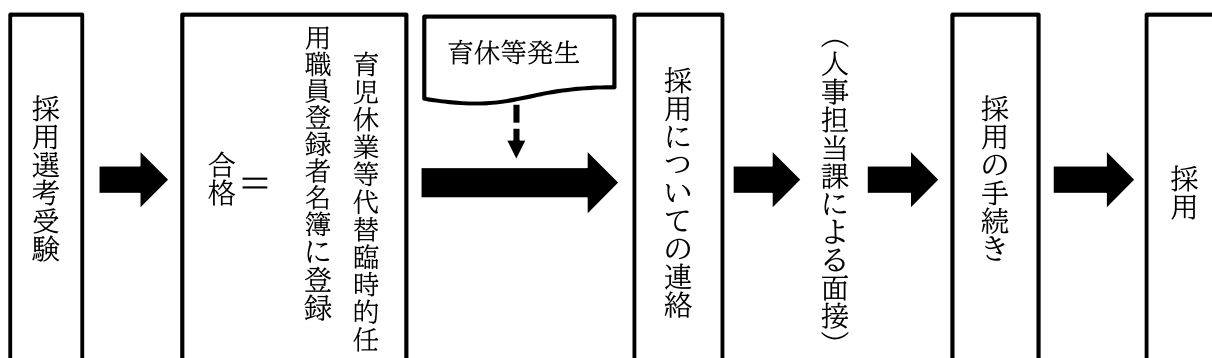 採用選考受験
合格＝
育児休業等代替臨時的任
用職員登録者名簿に登録
育休等発生
採用についての連絡
（人事担当課による面接）
採用の手続き
採用